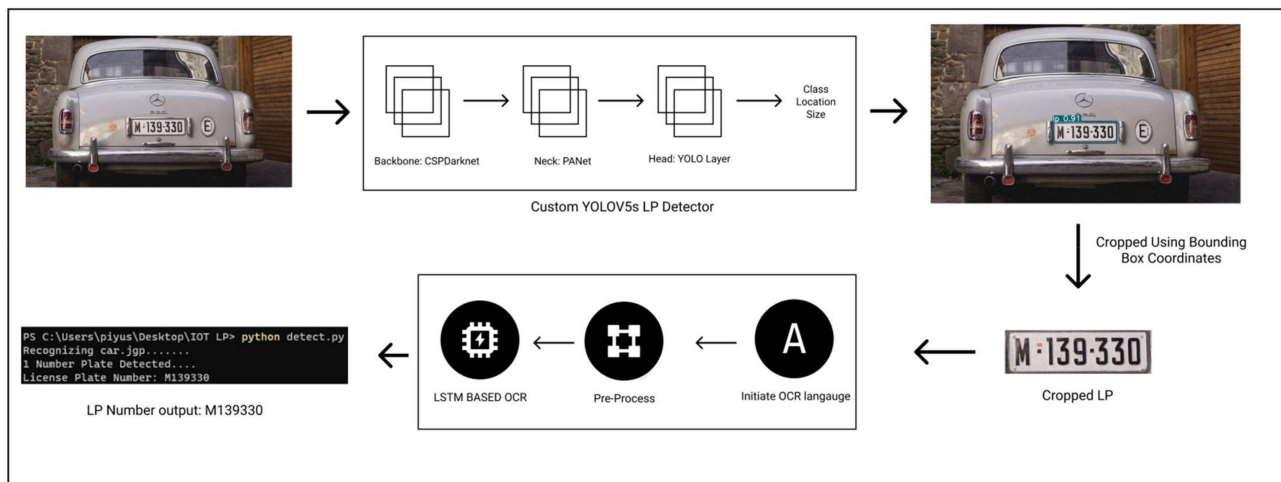 M·139·330
E
Backbone: CSPDarknet
Neck: PANet
Head: YOLO Layer
Class
Location
Size
Custom YOLOV5s LP Detector
p 0.91
M·139·330
E
Cropped Using Bounding
Box Coordinates
M·139·330
Cropped LP
A
Initiate OCR langauge
Pre-Process
LSTM BASED OCR
PS C:\Users\piyus\Desktop\IOT LP> python detect.py
Recognizing car.jgp.......
1 Number Plate Detected....
License Plate Number: M139330
LP Number output: M139330